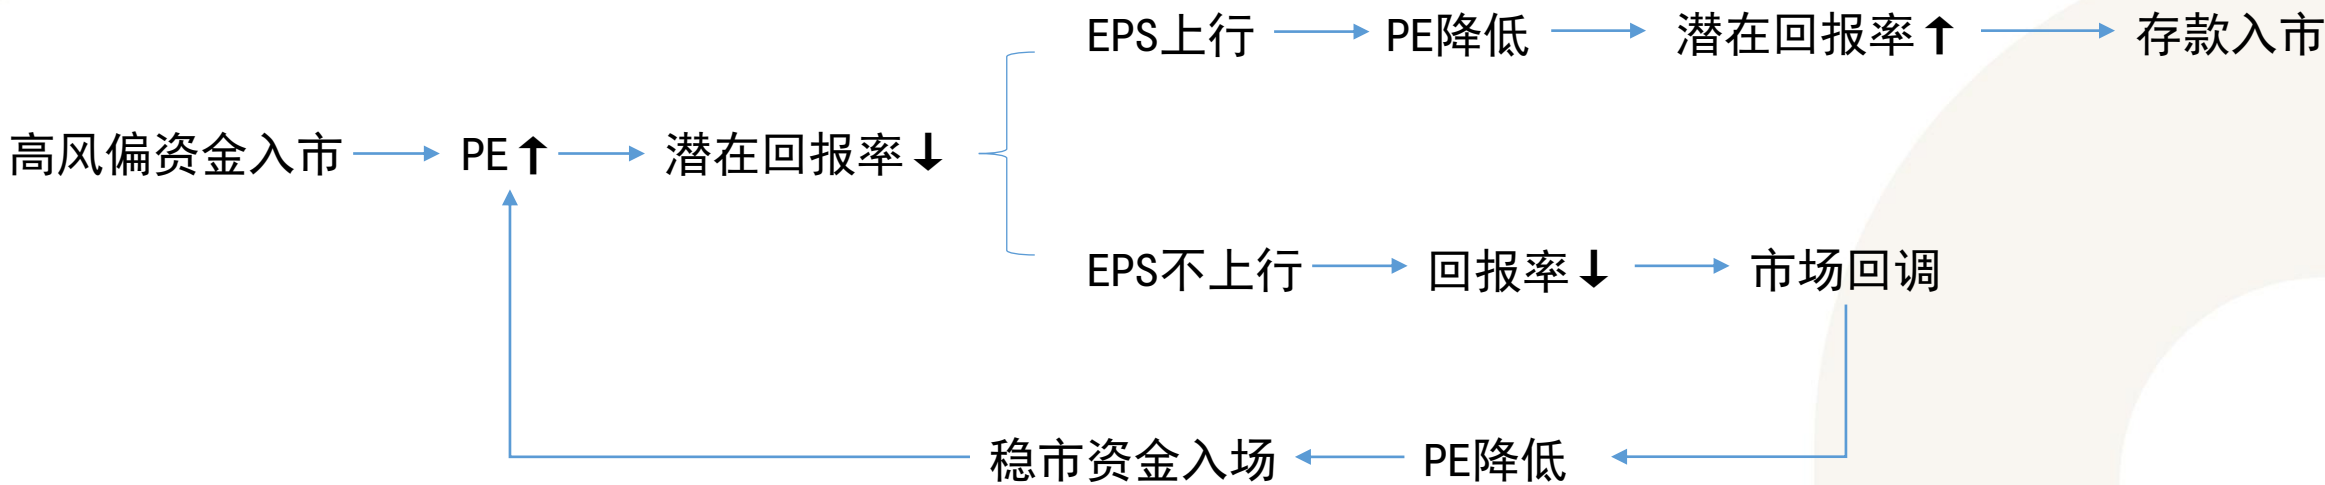 EPS上行 PE降低 潜在回报率↑ 存款入市
高风偏资金入市 PE↑ 潜在回报率↓
EPS不上行 回报率↓ 市场回调
稳市资金入场 PE降低